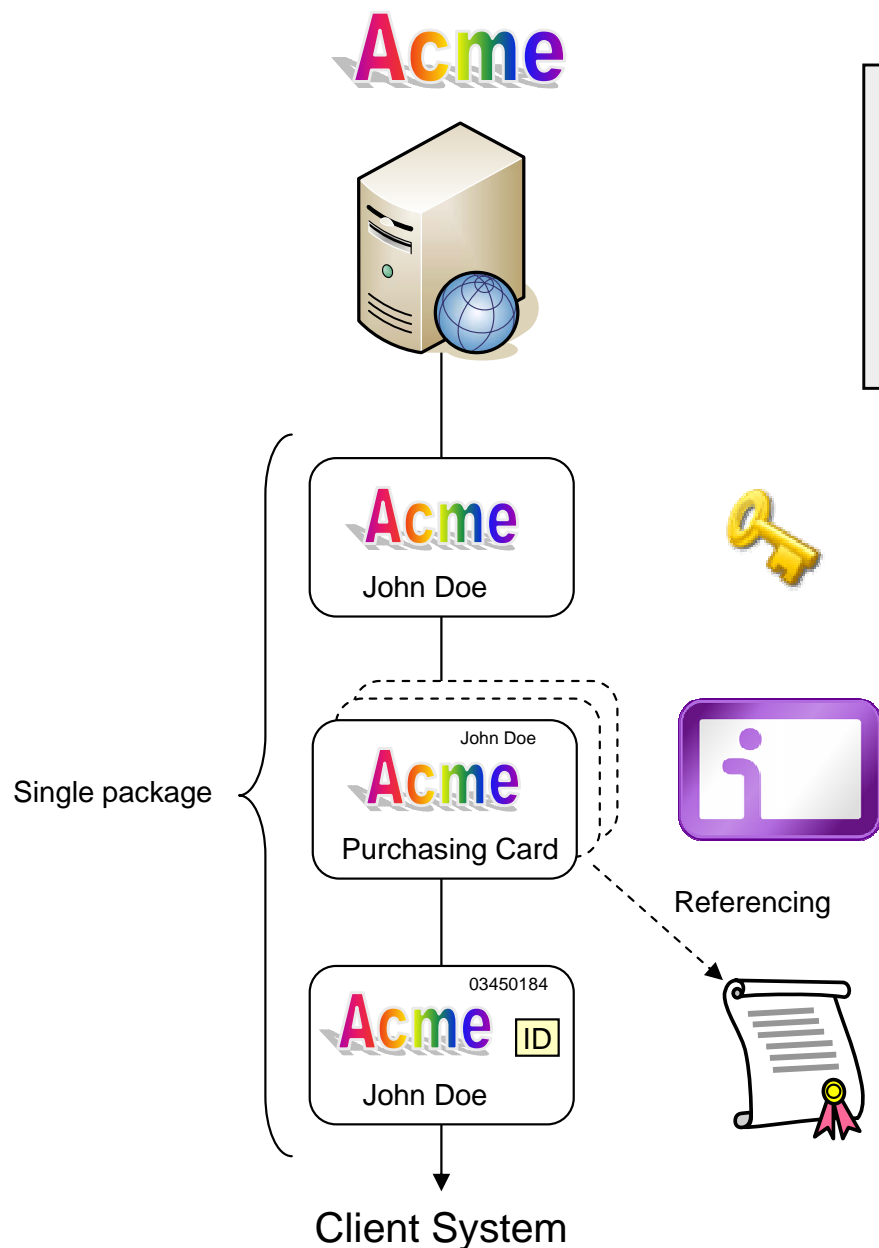 Acme
Acme
John Doe
John Doe
Acme
Purchasing Card
Single package
Referencing
03450184
Acme
ID
John Doe
Client System